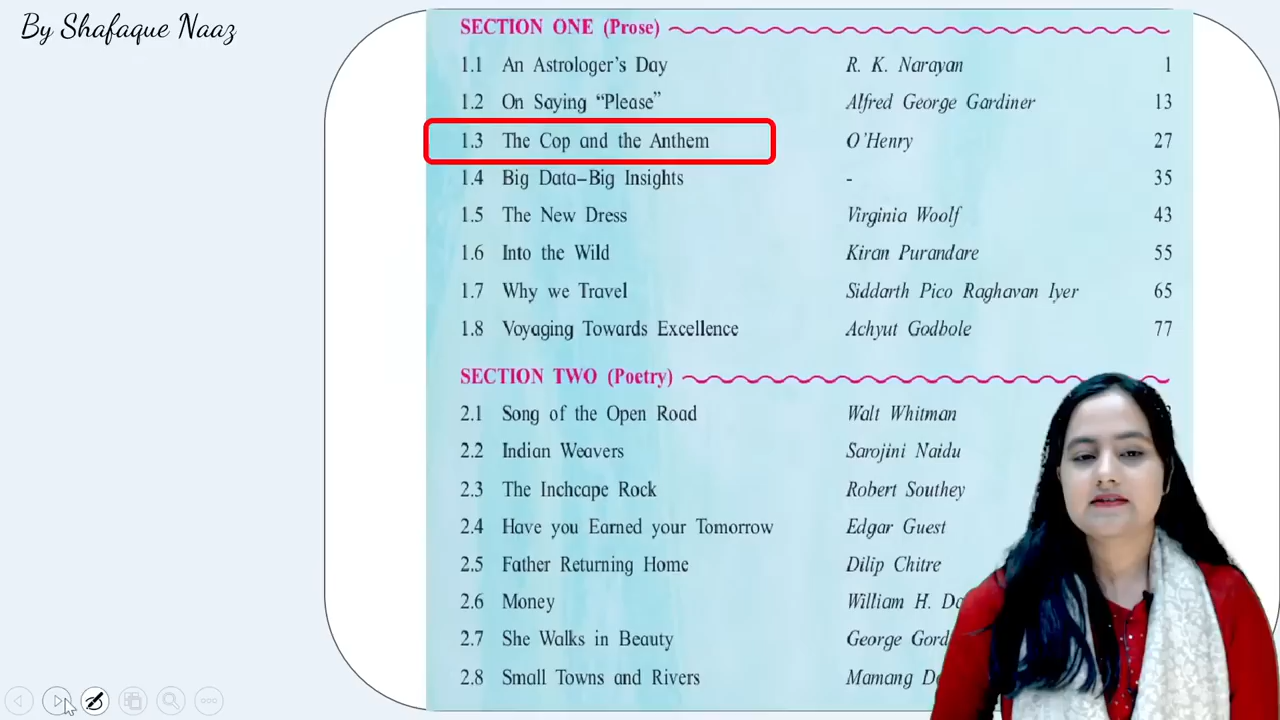 By Shafaque Naaz
SECTION ONE (Prose)
1.1 An Astrologer's Day R. K. Narayan 1
1.2 On Saying “Please” Alfred George Gardiner 13
1.3 The Cop and the Anthem O'Henry 27
1.4 Big Data–Big Insights - 35
1.5 The New Dress Virginia Woolf 43
1.6 Into the Wild Kiran Purandare 55
1.7 Why we Travel Siddarth Pico Raghavan Iyer 65
1.8 Voyaging Towards Excellence Achyut Godbole 77
SECTION TWO (Poetry)
2.1 Song of the Open Road Walt Whitman
2.2 Indian Weavers Sarojini Naidu
2.3 The Inchcape Rock Robert Southey
2.4 Have you Earned your Tomorrow Edgar Guest
2.5 Father Returning Home Dilip Chitre
2.6 Money William H.
2.7 She Walks in Beauty George
2.8 Small Towns and Rivers Mamang